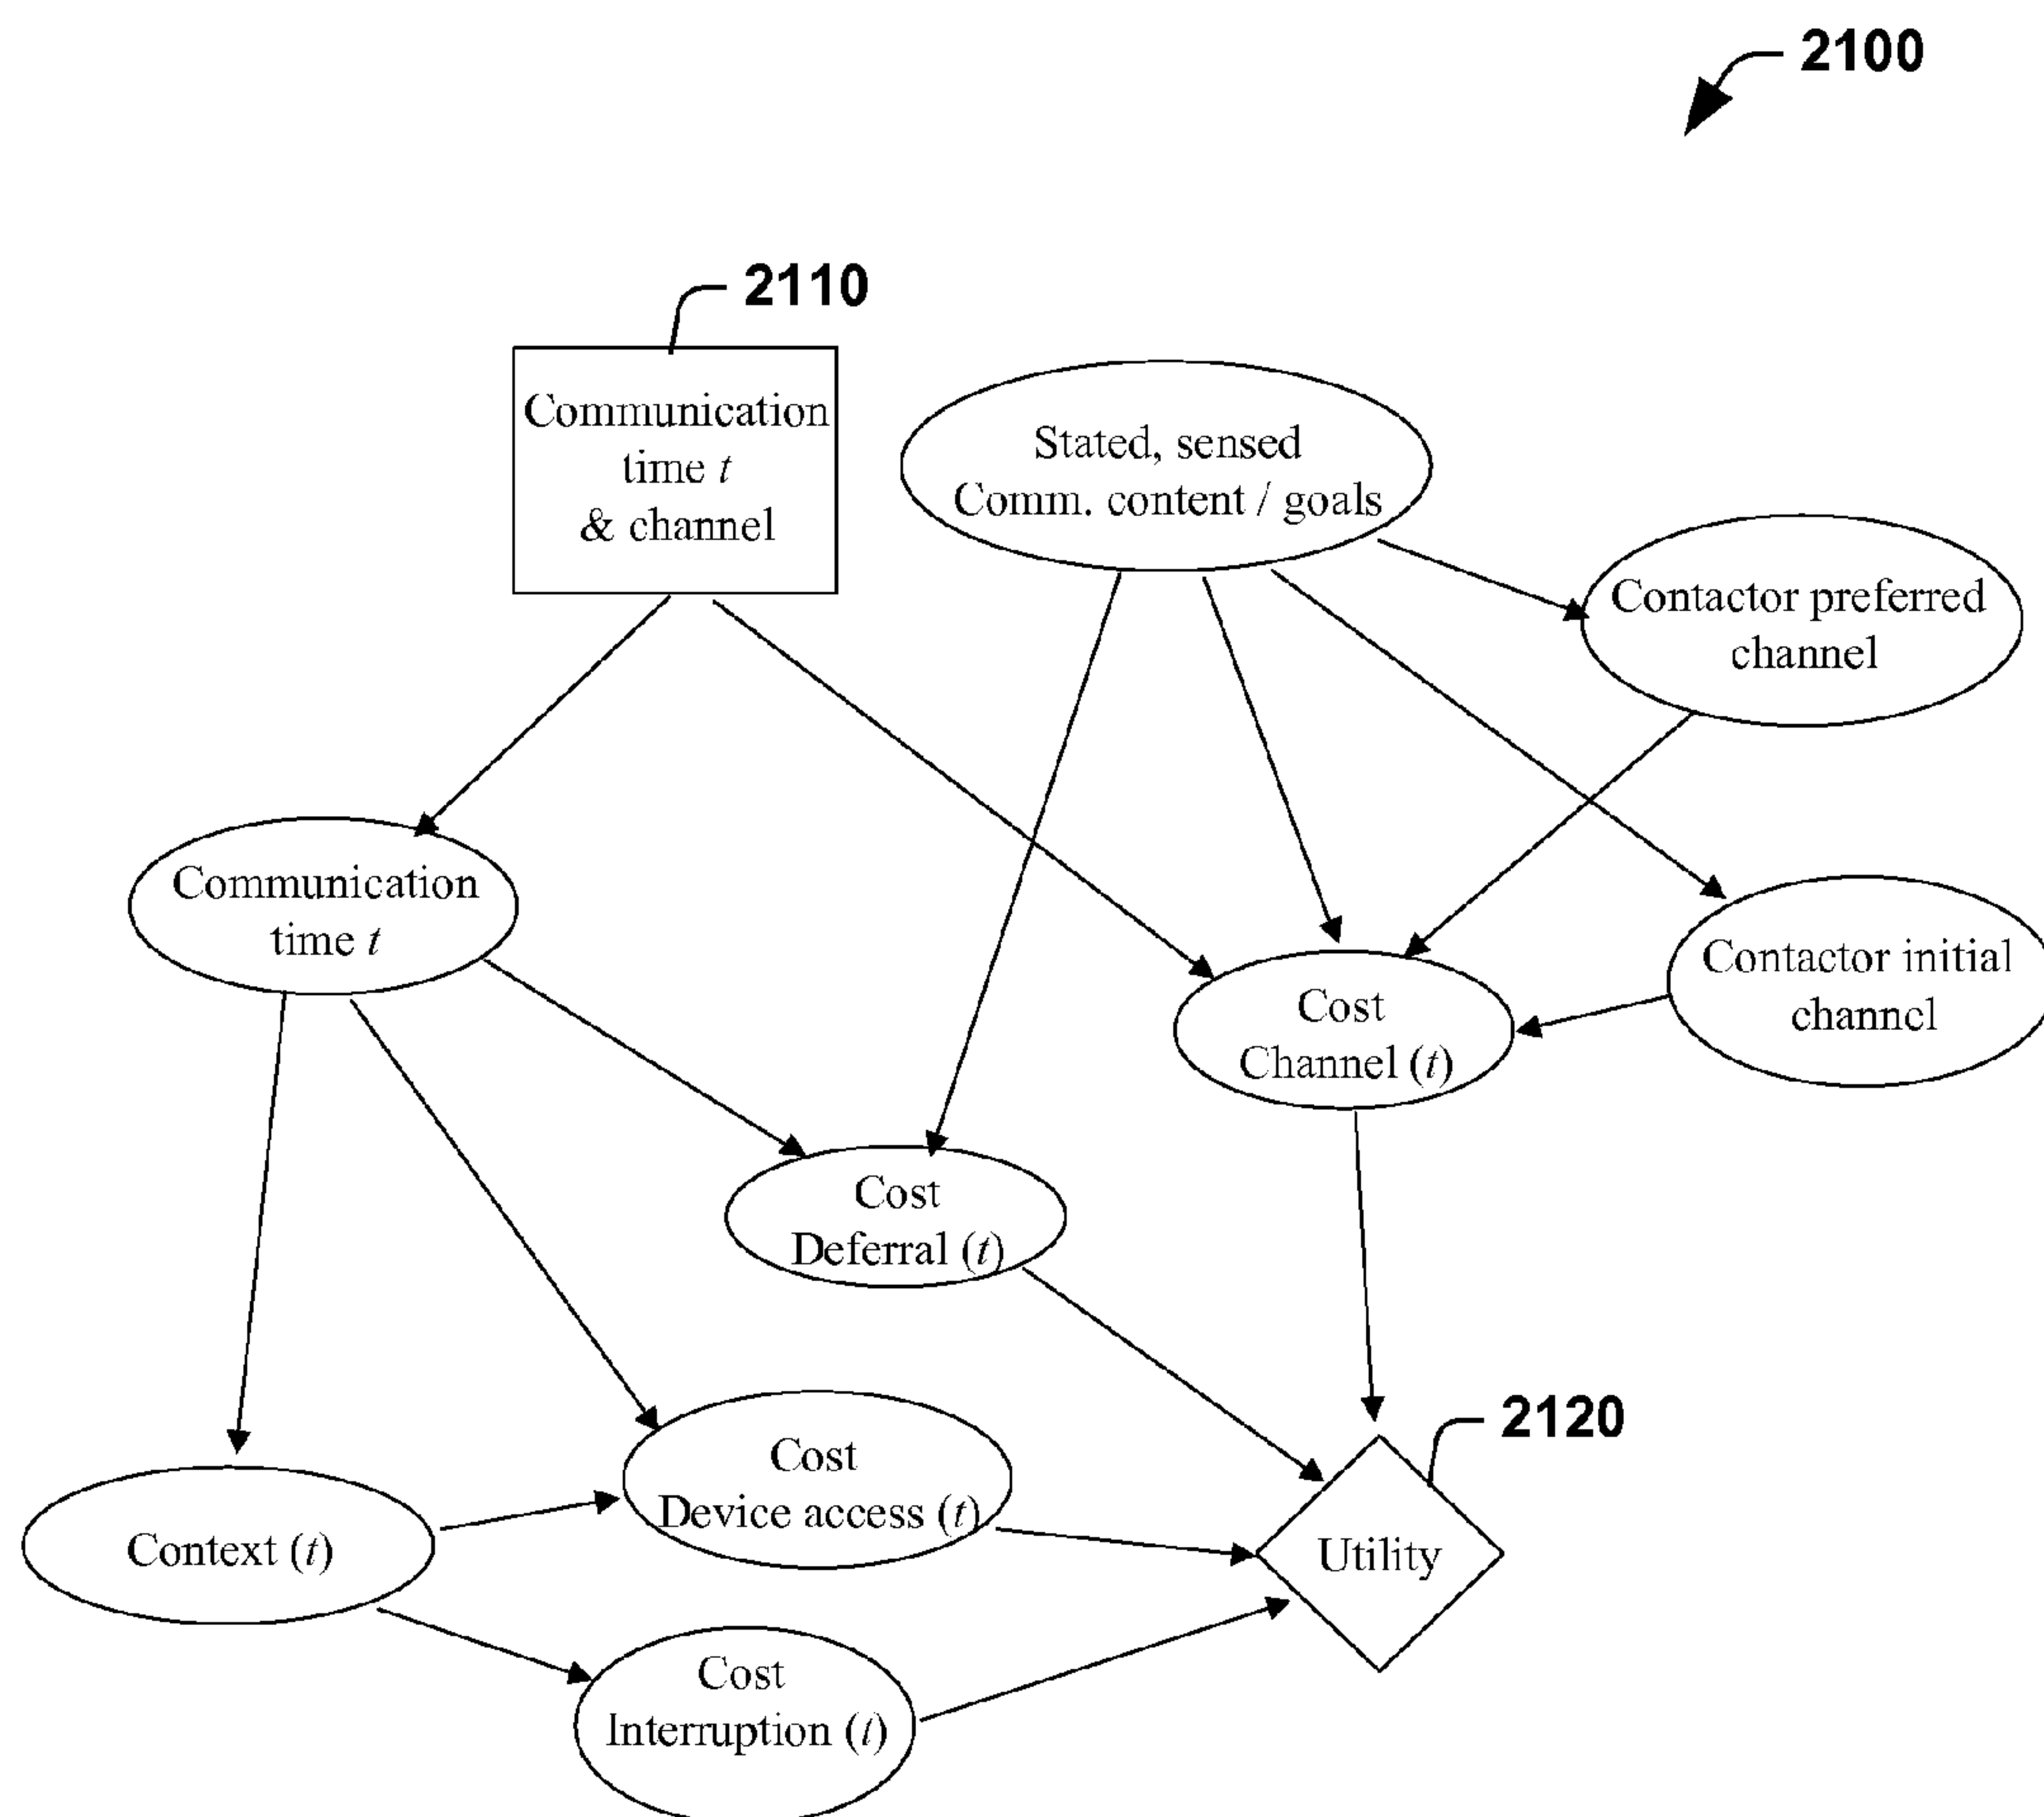 2100
2110
Communication
time t
& channel
Stated, sensed
Comm. content / goals
Contactor preferred
channel
Communication
time t
Contactor initial
channel
Cost
Channel (t)
Cost
Deferral (t)
2120
Cost
Device access (t)
Utility
Context (t)
Cost
Interruption (t)